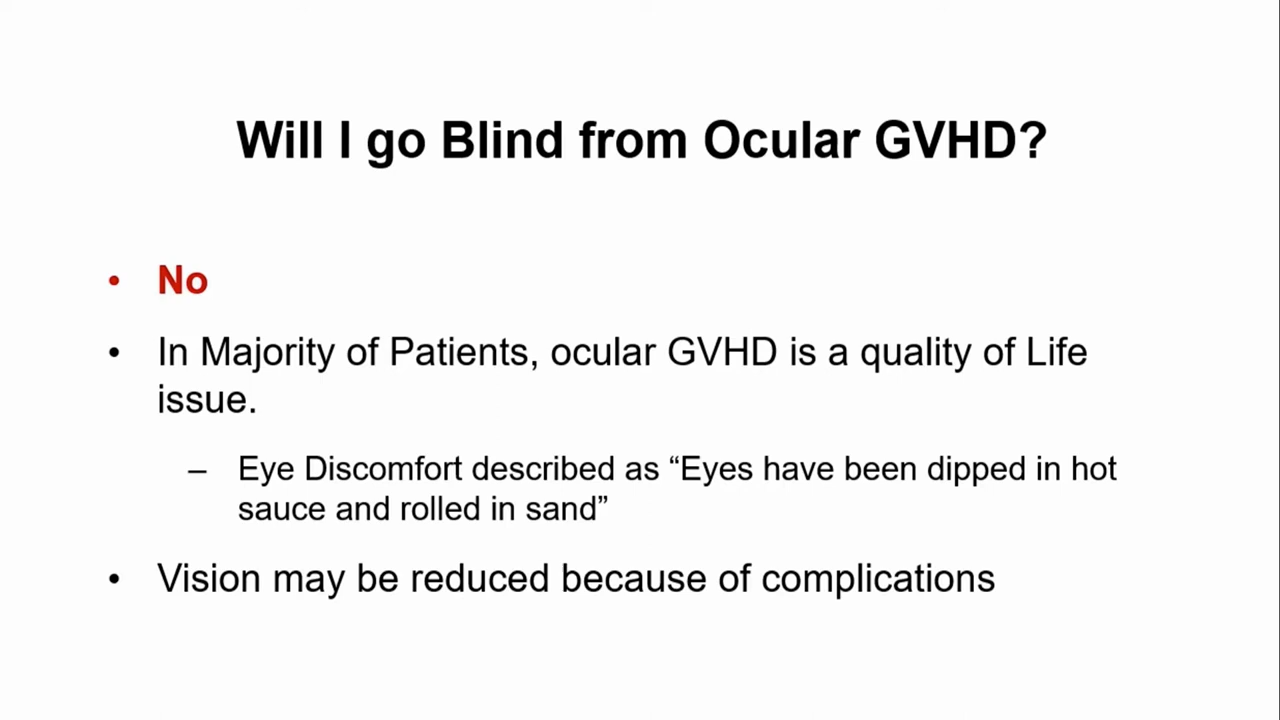 Will I go Blind from Ocular GVHD?
• No
• In Majority of Patients, ocular GVHD is a quality of Life
issue.
– Eye Discomfort described as “Eyes have been dipped in hot
sauce and rolled in sand”
• Vision may be reduced because of complications